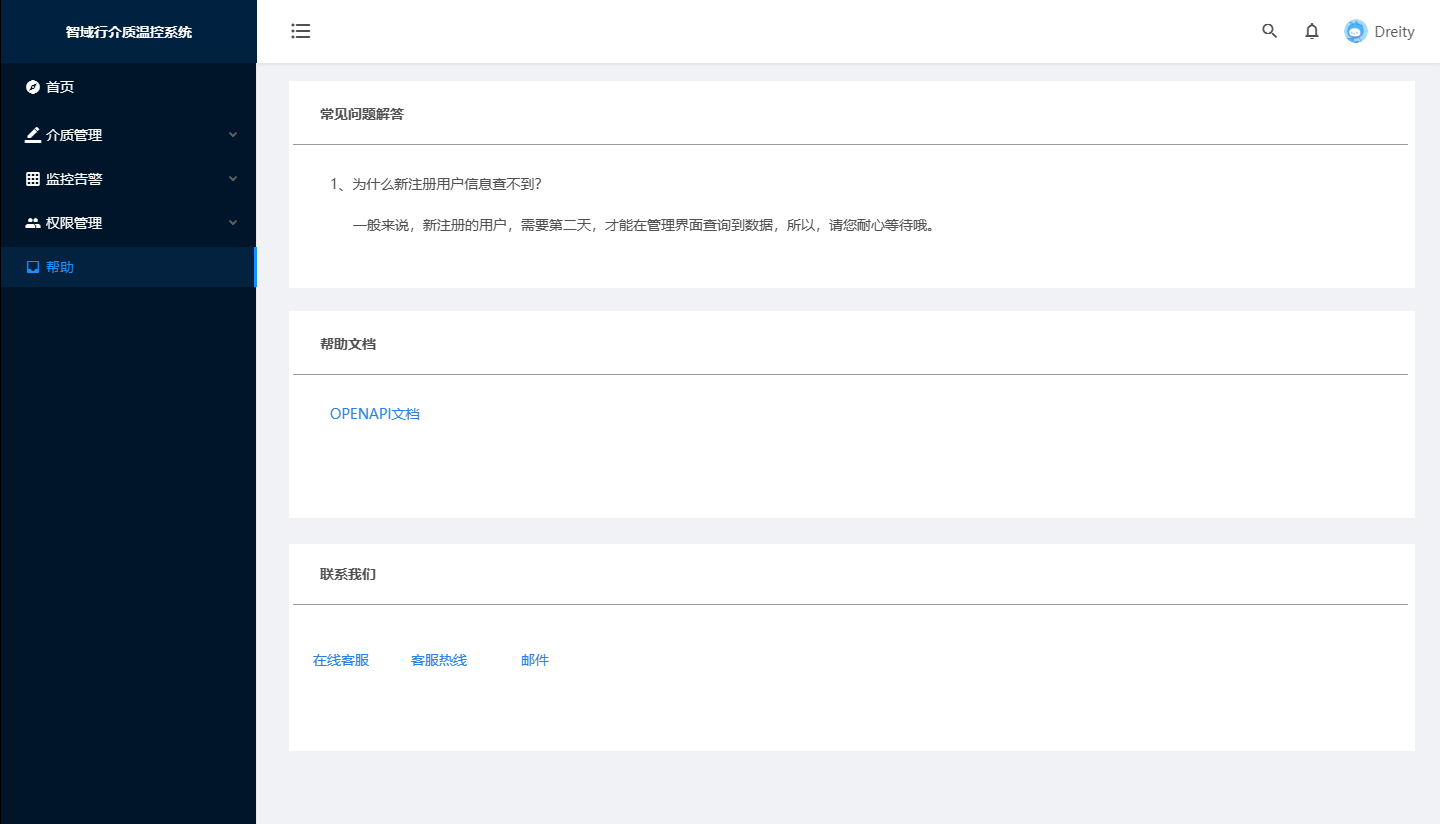 智域行介质温控系统
Dreity
首页
介质管理
监控告警
权限管理
帮助
常见问题解答
1、为什么新注册用户信息查不到?
一般来说，新注册的用户，需要第二天，才能在管理界面查询到数据，所以，请您耐心等待哦。
帮助文档
OPENAPI文档
联系我们
在线客服 客服热线 邮件